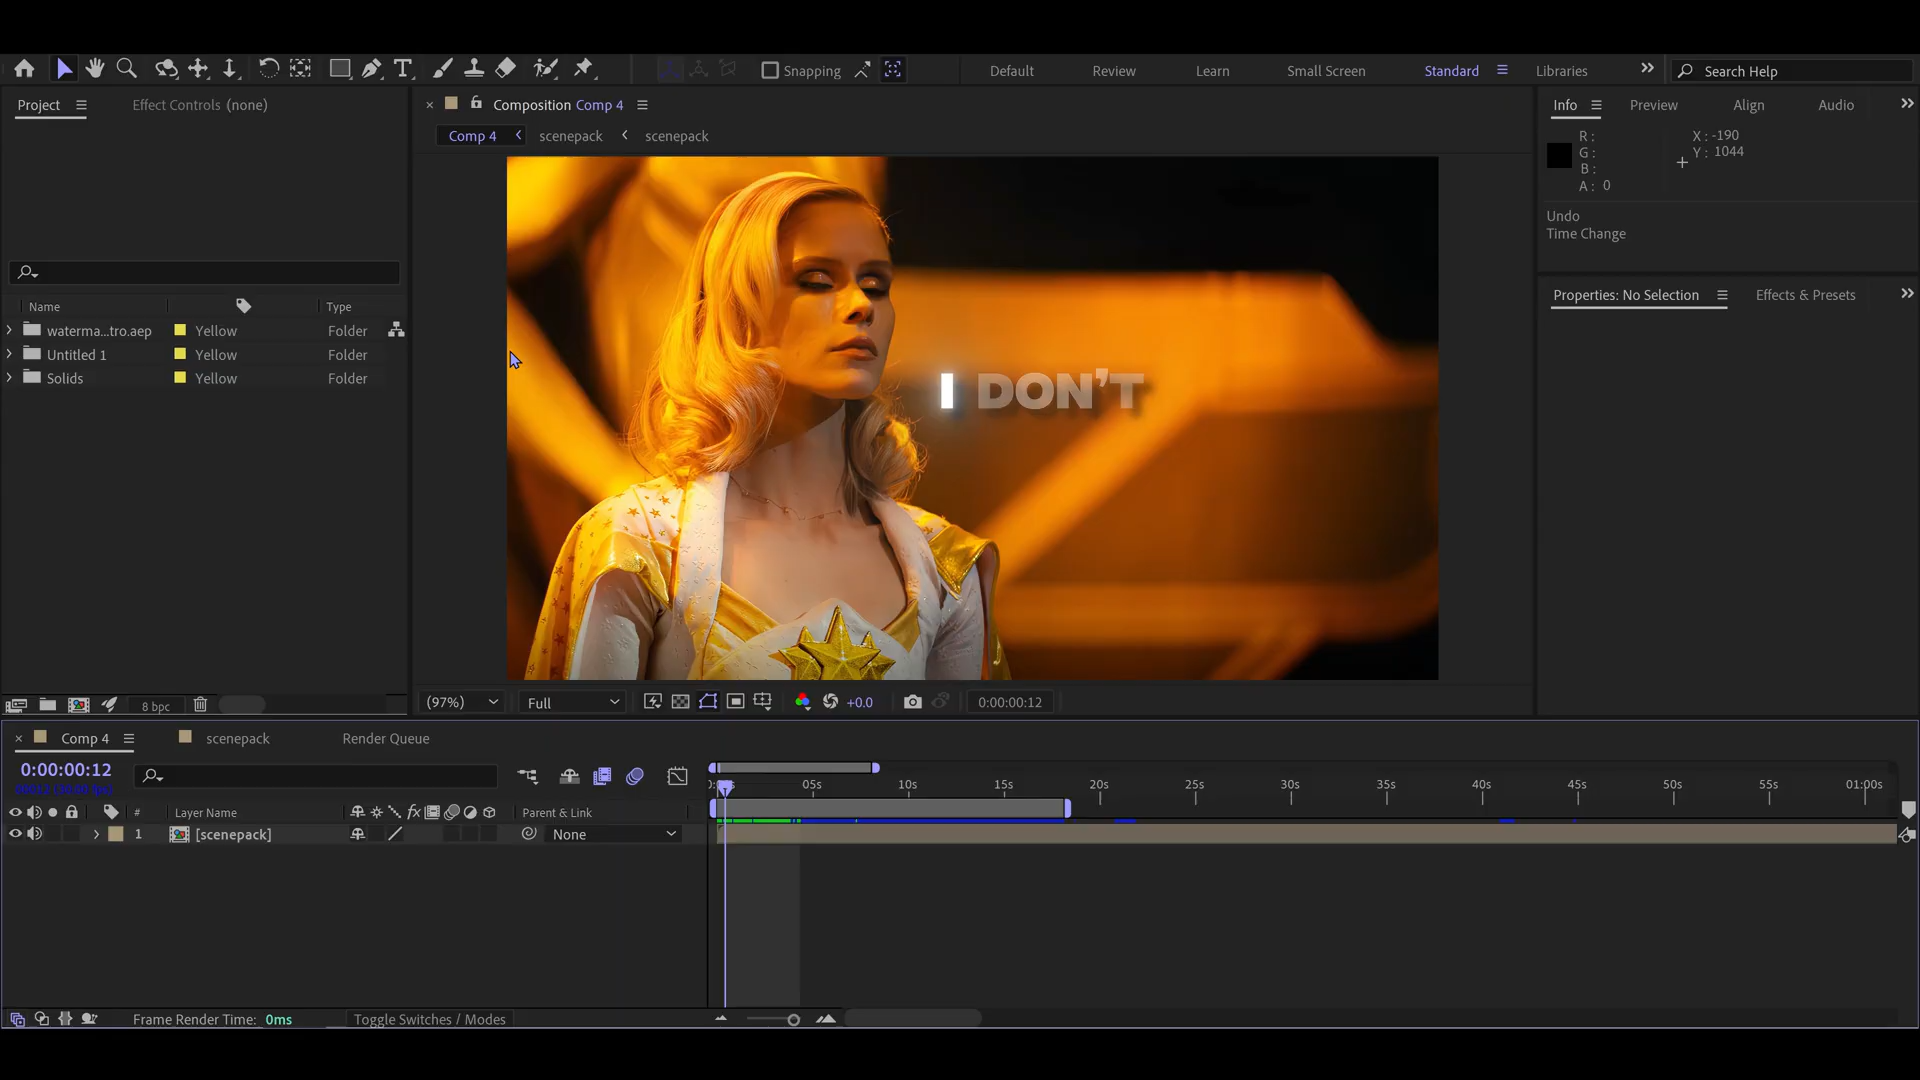 Snapping
Default
Review
Learn
Small Screen
Standard
Libraries
Search Help
Project
Effect Controls (none)
Composition Comp 4
Info
Preview
Align
Audio
Comp 4
scenepack
scenepack
R :
G :
B :
A : 0
X : -190
Y : 1044
Undo
Time Change
Properties: No Selection
Effects & Presets
Name
Type
waterma...tro.aep
Yellow
Folder
Untitled 1
Yellow
Folder
Solids
Yellow
Folder
I DON'T
8 bpc
(97%)
Full
+0.0
0:00:00:12
Comp 4
scenepack
Render Queue
0:00:00:12
00012 (30.00 fps)
05s
10s
15s
20s
25s
30s
35s
40s
45s
50s
55s
01:00s
#
Layer Name
fx
Parent & Link
1
[scenepack]
None
Frame Render Time: 0ms
Toggle Switches / Modes